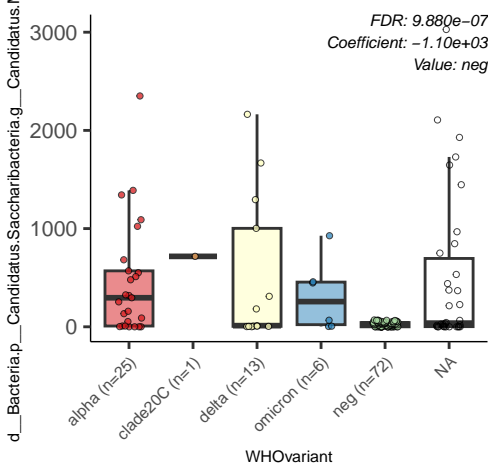 FDR: 9.880e−07
Coefficient: −1.10e+03
Value: neg
d__Bacteria.p__Candidatus.Saccharibacteria.g__Candidatus.
3000
2000
1000
0
alpha (n=25)
clade20C (n=1)
delta (n=13)
omicron (n=6)
neg (n=72)
NA
WHOvariant